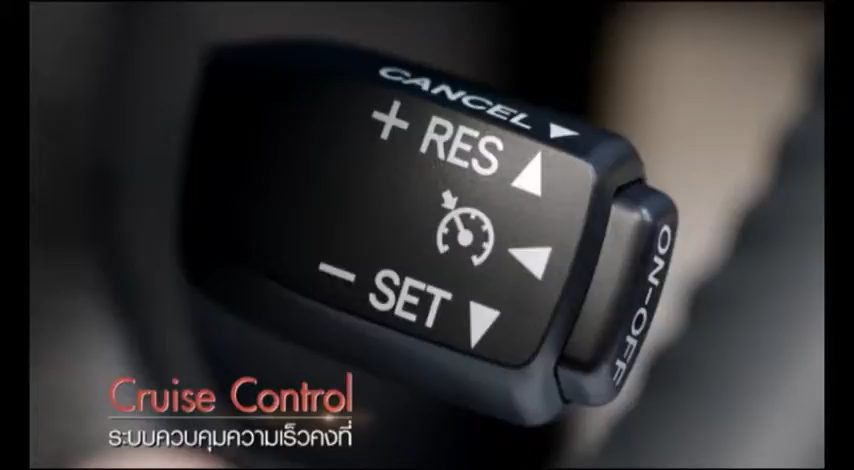 CANCEL ▼
+ RES ▲
◀
− SET ▼
ON-OFF
Cruise Control
ระบบควบคุมความเร็วคงที่